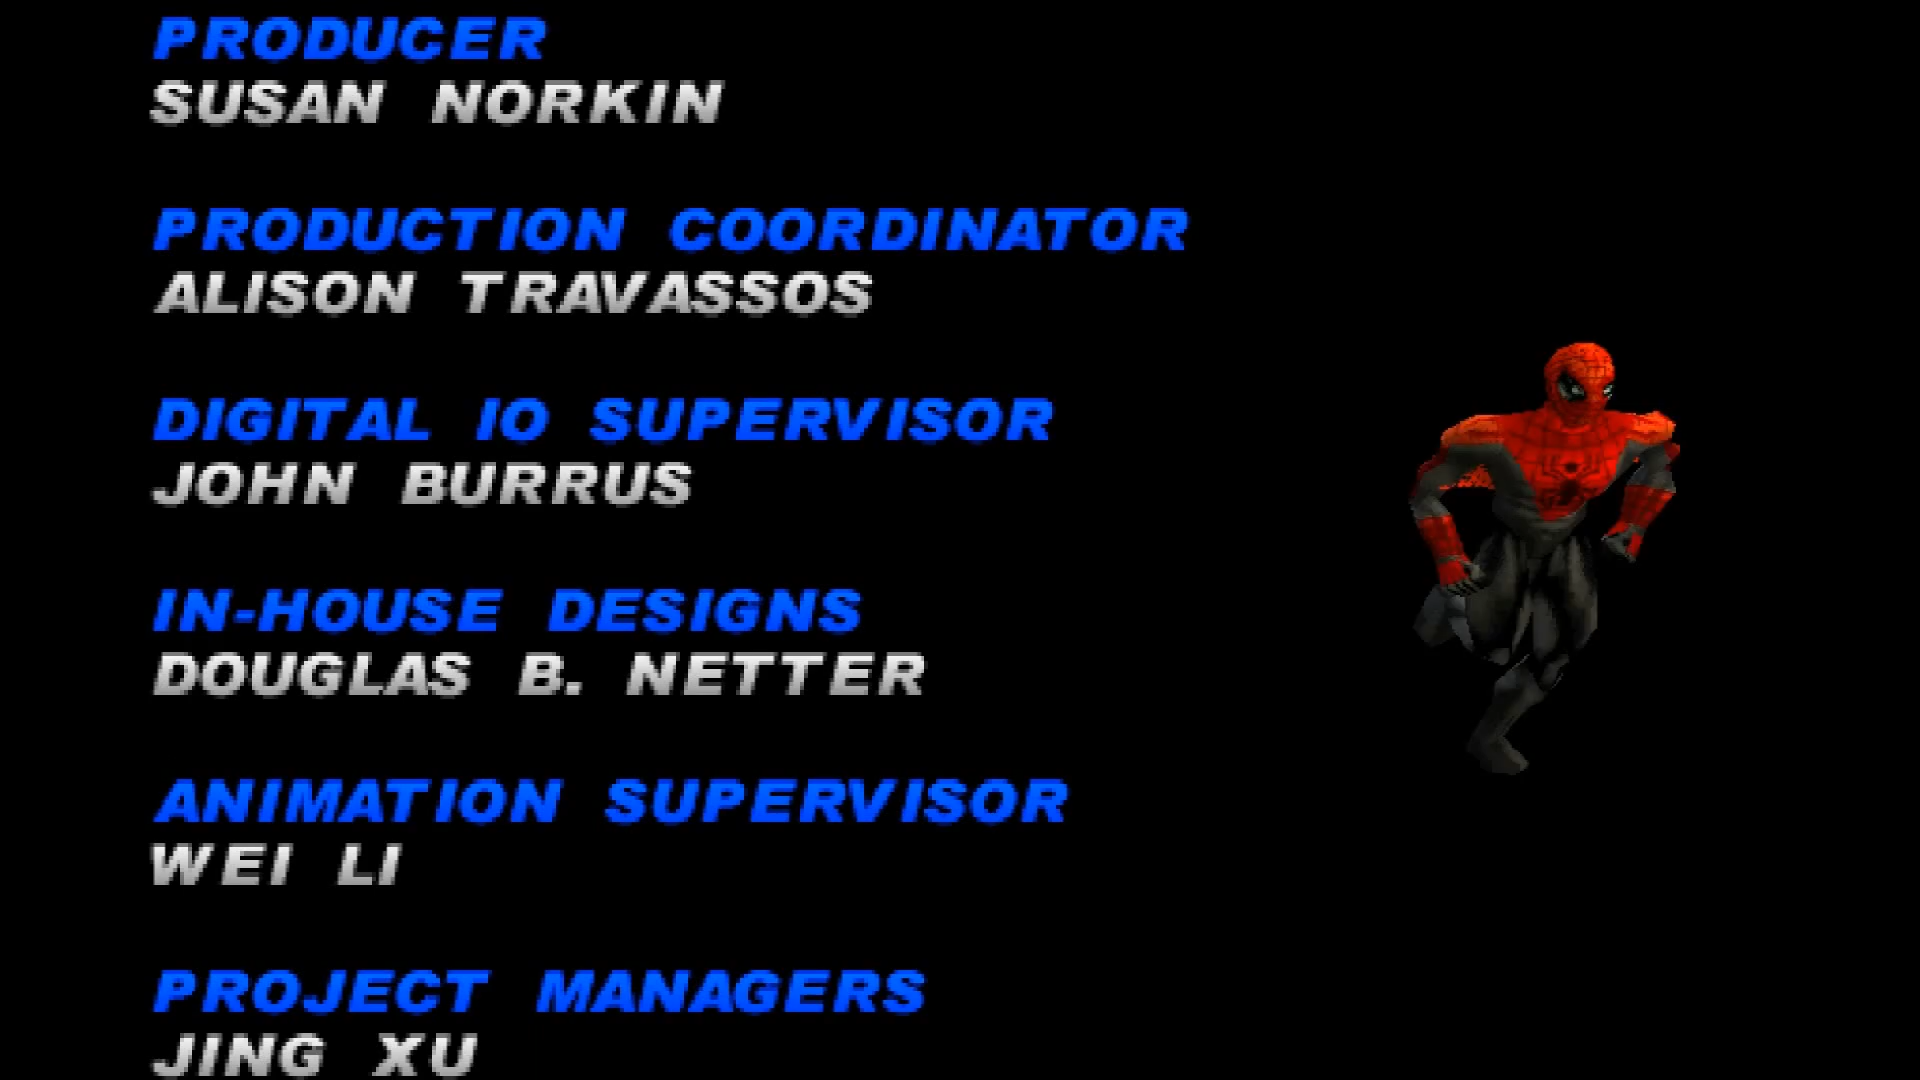 PRODUCER
SUSAN NORKIN
PRODUCTION COORDINATOR
ALISON TRAVASSOS
DIGITAL IO SUPERVISOR
JOHN BURRUS
IN-HOUSE DESIGNS
DOUGLAS B. NETTER
ANIMATION SUPERVISOR
WEI LI
PROJECT MANAGERS
JING XU